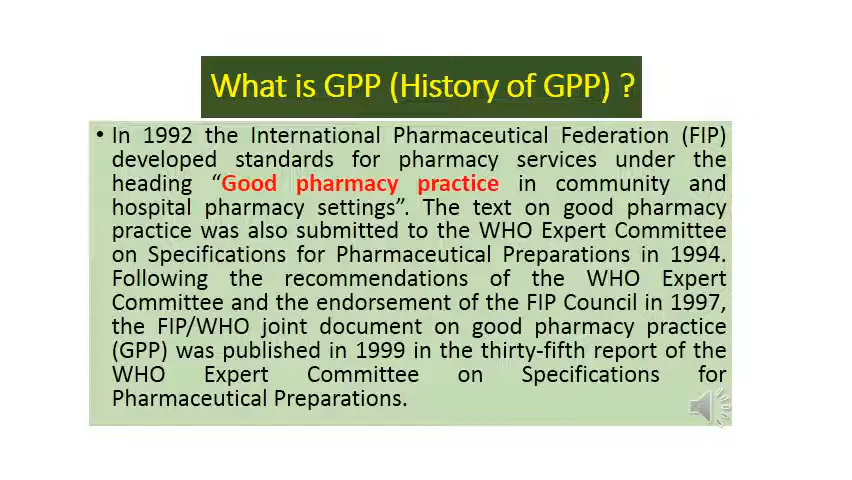 What is GPP (History of GPP) ?
• In 1992 the International Pharmaceutical Federation (FIP)
developed standards for pharmacy services under the
heading “Good pharmacy practice in community and
hospital pharmacy settings”. The text on good pharmacy
practice was also submitted to the WHO Expert Committee
on Specifications for Pharmaceutical Preparations in 1994.
Following the recommendations of the WHO Expert
Committee and the endorsement of the FIP Council in 1997,
the FIP/WHO joint document on good pharmacy practice
(GPP) was published in 1999 in the thirty-fifth report of the
WHO Expert Committee on Specifications for
Pharmaceutical Preparations.